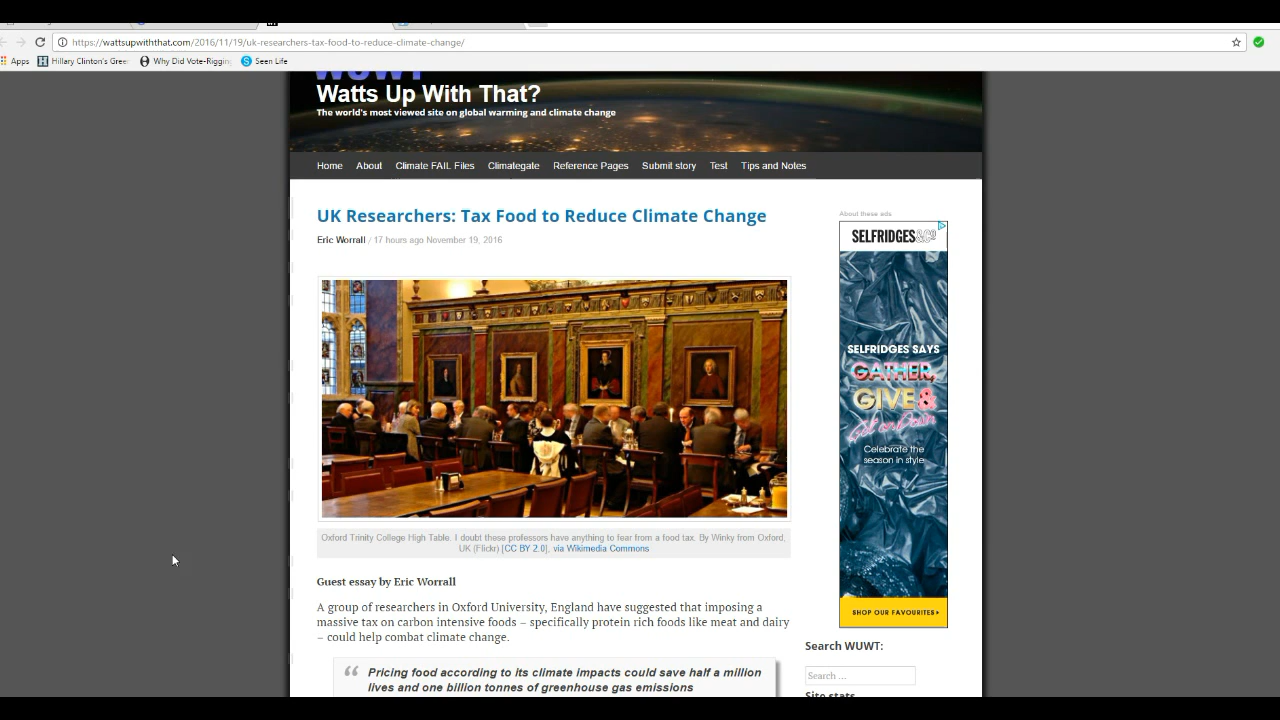 https://wattsupwiththat.com/2016/11/19/uk-researchers-tax-food-to-reduce-climate-change/
Apps Hillary Clinton's Gree Why Did Vote-Riggin Seen Life
WUWT
Watts Up With That?
The world's most viewed site on global warming and climate change
Home About Climate FAIL Files Climategate Reference Pages Submit story Test Tips and Notes
UK Researchers: Tax Food to Reduce Climate Change
Eric Worrall / 17 hours ago November 19, 2016
Oxford Trinity College High Table. I doubt these professors have anything to fear from a food tax. By Winky from Oxford,
UK (Flickr) [CC BY 2.0], via Wikimedia Commons
Guest essay by Eric Worrall
A group of researchers in Oxford University, England have suggested that imposing a
massive tax on carbon intensive foods – specifically protein rich foods like meat and dairy
– could help combat climate change.
Pricing food according to its climate impacts could save half a million
lives and one billion tonnes of greenhouse gas emissions
About these ads
SELFRIDGES&Co
SELFRIDGES SAYS
GATHER,
GIVE &
Get on Down
Celebrate the
season in style
SHOP OUR FAVOURITES
Search WUWT:
Search ...
Site stats